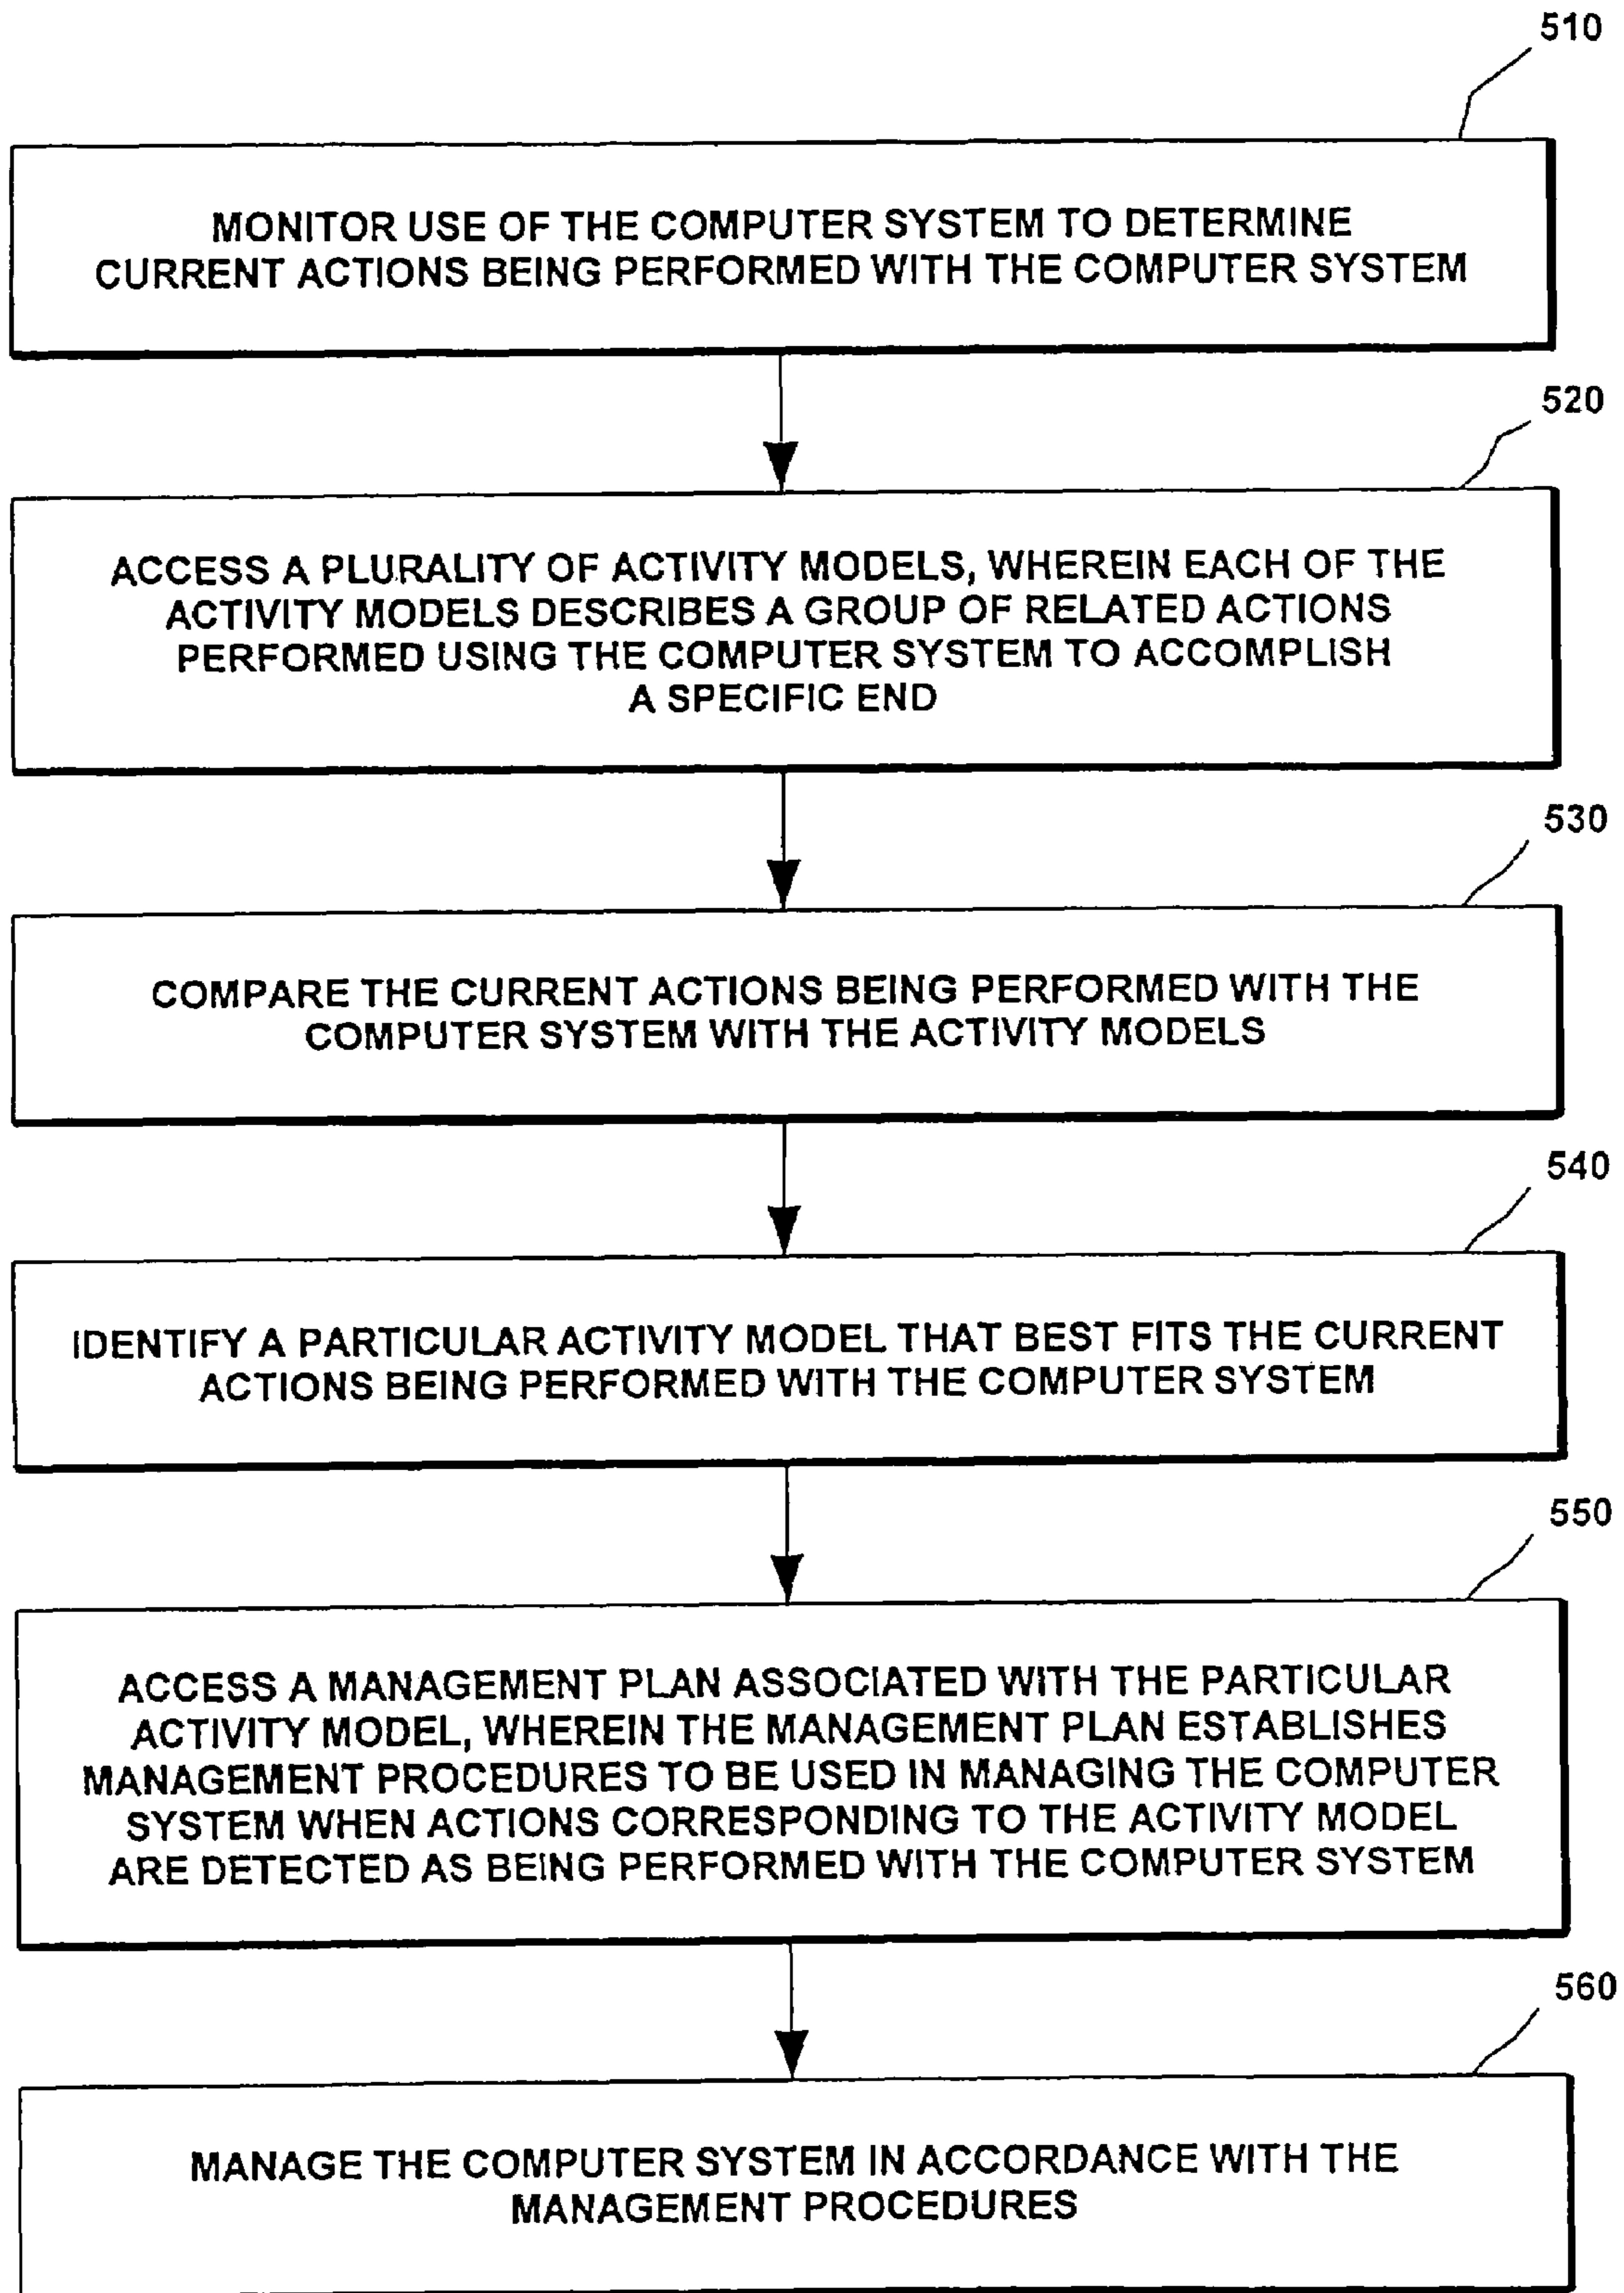 510
MONITOR USE OF THE COMPUTER SYSTEM TO DETERMINE
CURRENT ACTIONS BEING PERFORMED WITH THE COMPUTER SYSTEM
520
ACCESS A PLURALITY OF ACTIVITY MODELS, WHEREIN EACH OF THE
ACTIVITY MODELS DESCRIBES A GROUP OF RELATED ACTIONS
PERFORMED USING THE COMPUTER SYSTEM TO ACCOMPLISH
A SPECIFIC END
530
COMPARE THE CURRENT ACTIONS BEING PERFORMED WITH THE
COMPUTER SYSTEM WITH THE ACTIVITY MODELS
540
IDENTIFY A PARTICULAR ACTIVITY MODEL THAT BEST FITS THE CURRENT
ACTIONS BEING PERFORMED WITH THE COMPUTER SYSTEM
550
ACCESS A MANAGEMENT PLAN ASSOCIATED WITH THE PARTICULAR
ACTIVITY MODEL, WHEREIN THE MANAGEMENT PLAN ESTABLISHES
MANAGEMENT PROCEDURES TO BE USED IN MANAGING THE COMPUTER
SYSTEM WHEN ACTIONS CORRESPONDING TO THE ACTIVITY MODEL
ARE DETECTED AS BEING PERFORMED WITH THE COMPUTER SYSTEM
560
MANAGE THE COMPUTER SYSTEM IN ACCORDANCE WITH THE
MANAGEMENT PROCEDURES